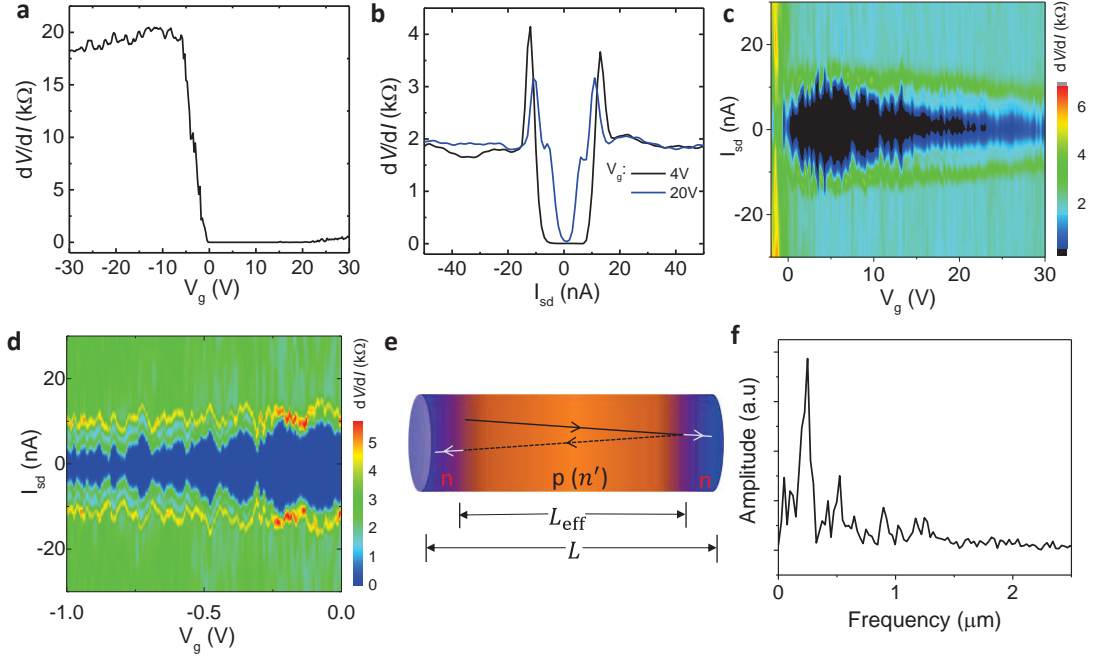 a
dV/dI (kΩ)
20
15
10
5
0
-30 -20 -10 0 10 20 30
V_g (V)
b
dV/dI (kΩ)
4
3
2
1
0
V_g:
4V
20V
-40 -20 0 20 40
I_sd (nA)
c
I_sd (nA)
20
0
-20
0 10 20 30
V_g (V)
dV/dI (kΩ)
6
4
2
d
I_sd (nA)
20
0
-20
-1.0 -0.5 0.0
V_g (V)
dV/dI (kΩ)
5
4
3
2
1
0
e
n p (n′) n
L_eff
L
f
Amplitude (a.u)
0 1 2
Frequency (μm)